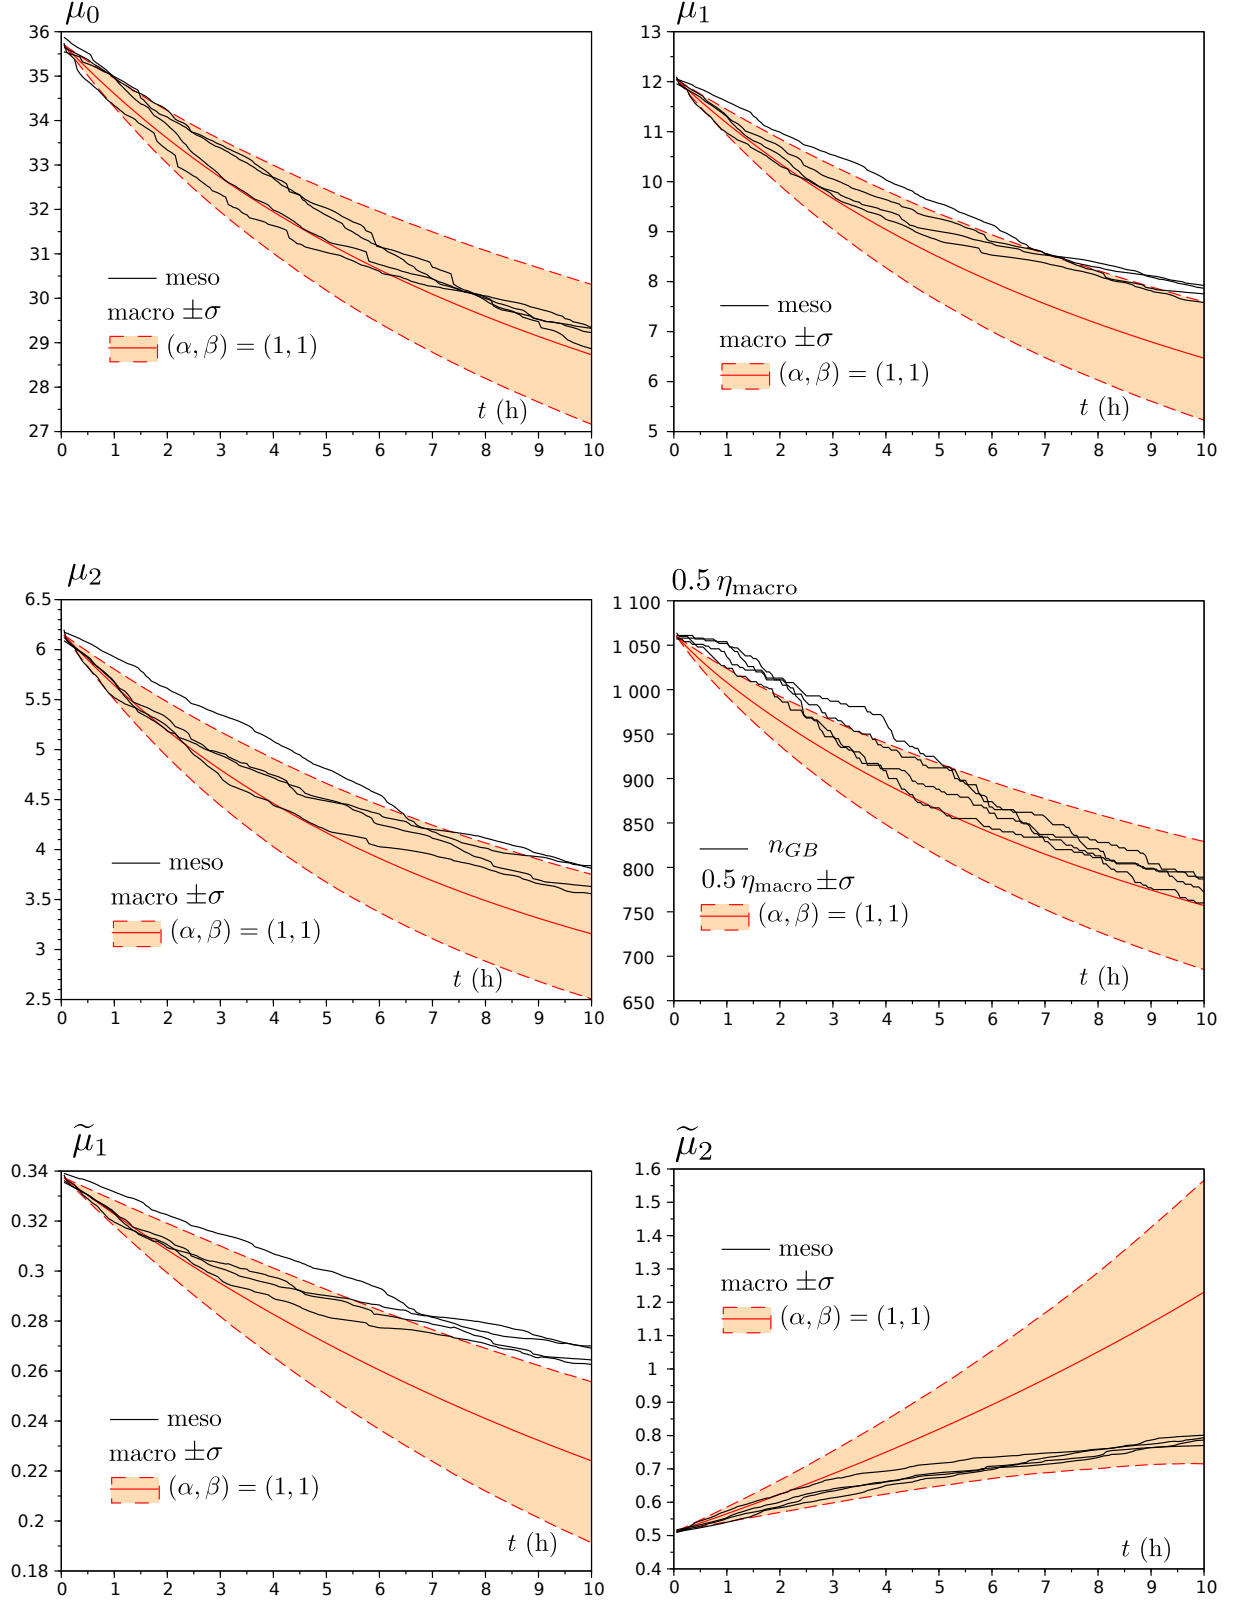 μ₀
36
35
34
33
32
31
30
29
28
27
0 1 2 3 4 5 6 7 8 9 10
meso
macro ±σ
(α, β) = (1, 1)
t (h)
μ₁
13
12
11
10
9
8
7
6
5
0 1 2 3 4 5 6 7 8 9 10
meso
macro ±σ
(α, β) = (1, 1)
t (h)
μ₂
6.5
6
5.5
5
4.5
4
3.5
3
2.5
0 1 2 3 4 5 6 7 8 9 10
meso
macro ±σ
(α, β) = (1, 1)
t (h)
0.5 η_macro
1 100
1 050
1 000
950
900
850
800
750
700
650
0 1 2 3 4 5 6 7 8 9 10
n_GB
0.5 η_macro ±σ
(α, β) = (1, 1)
t (h)
μ̃₁
0.34
0.32
0.3
0.28
0.26
0.24
0.22
0.2
0.18
0 1 2 3 4 5 6 7 8 9 10
meso
macro ±σ
(α, β) = (1, 1)
t (h)
μ̃₂
1.6
1.5
1.4
1.3
1.2
1.1
1
0.9
0.8
0.7
0.6
0.5
0.4
0 1 2 3 4 5 6 7 8 9 10
meso
macro ±σ
(α, β) = (1, 1)
t (h)